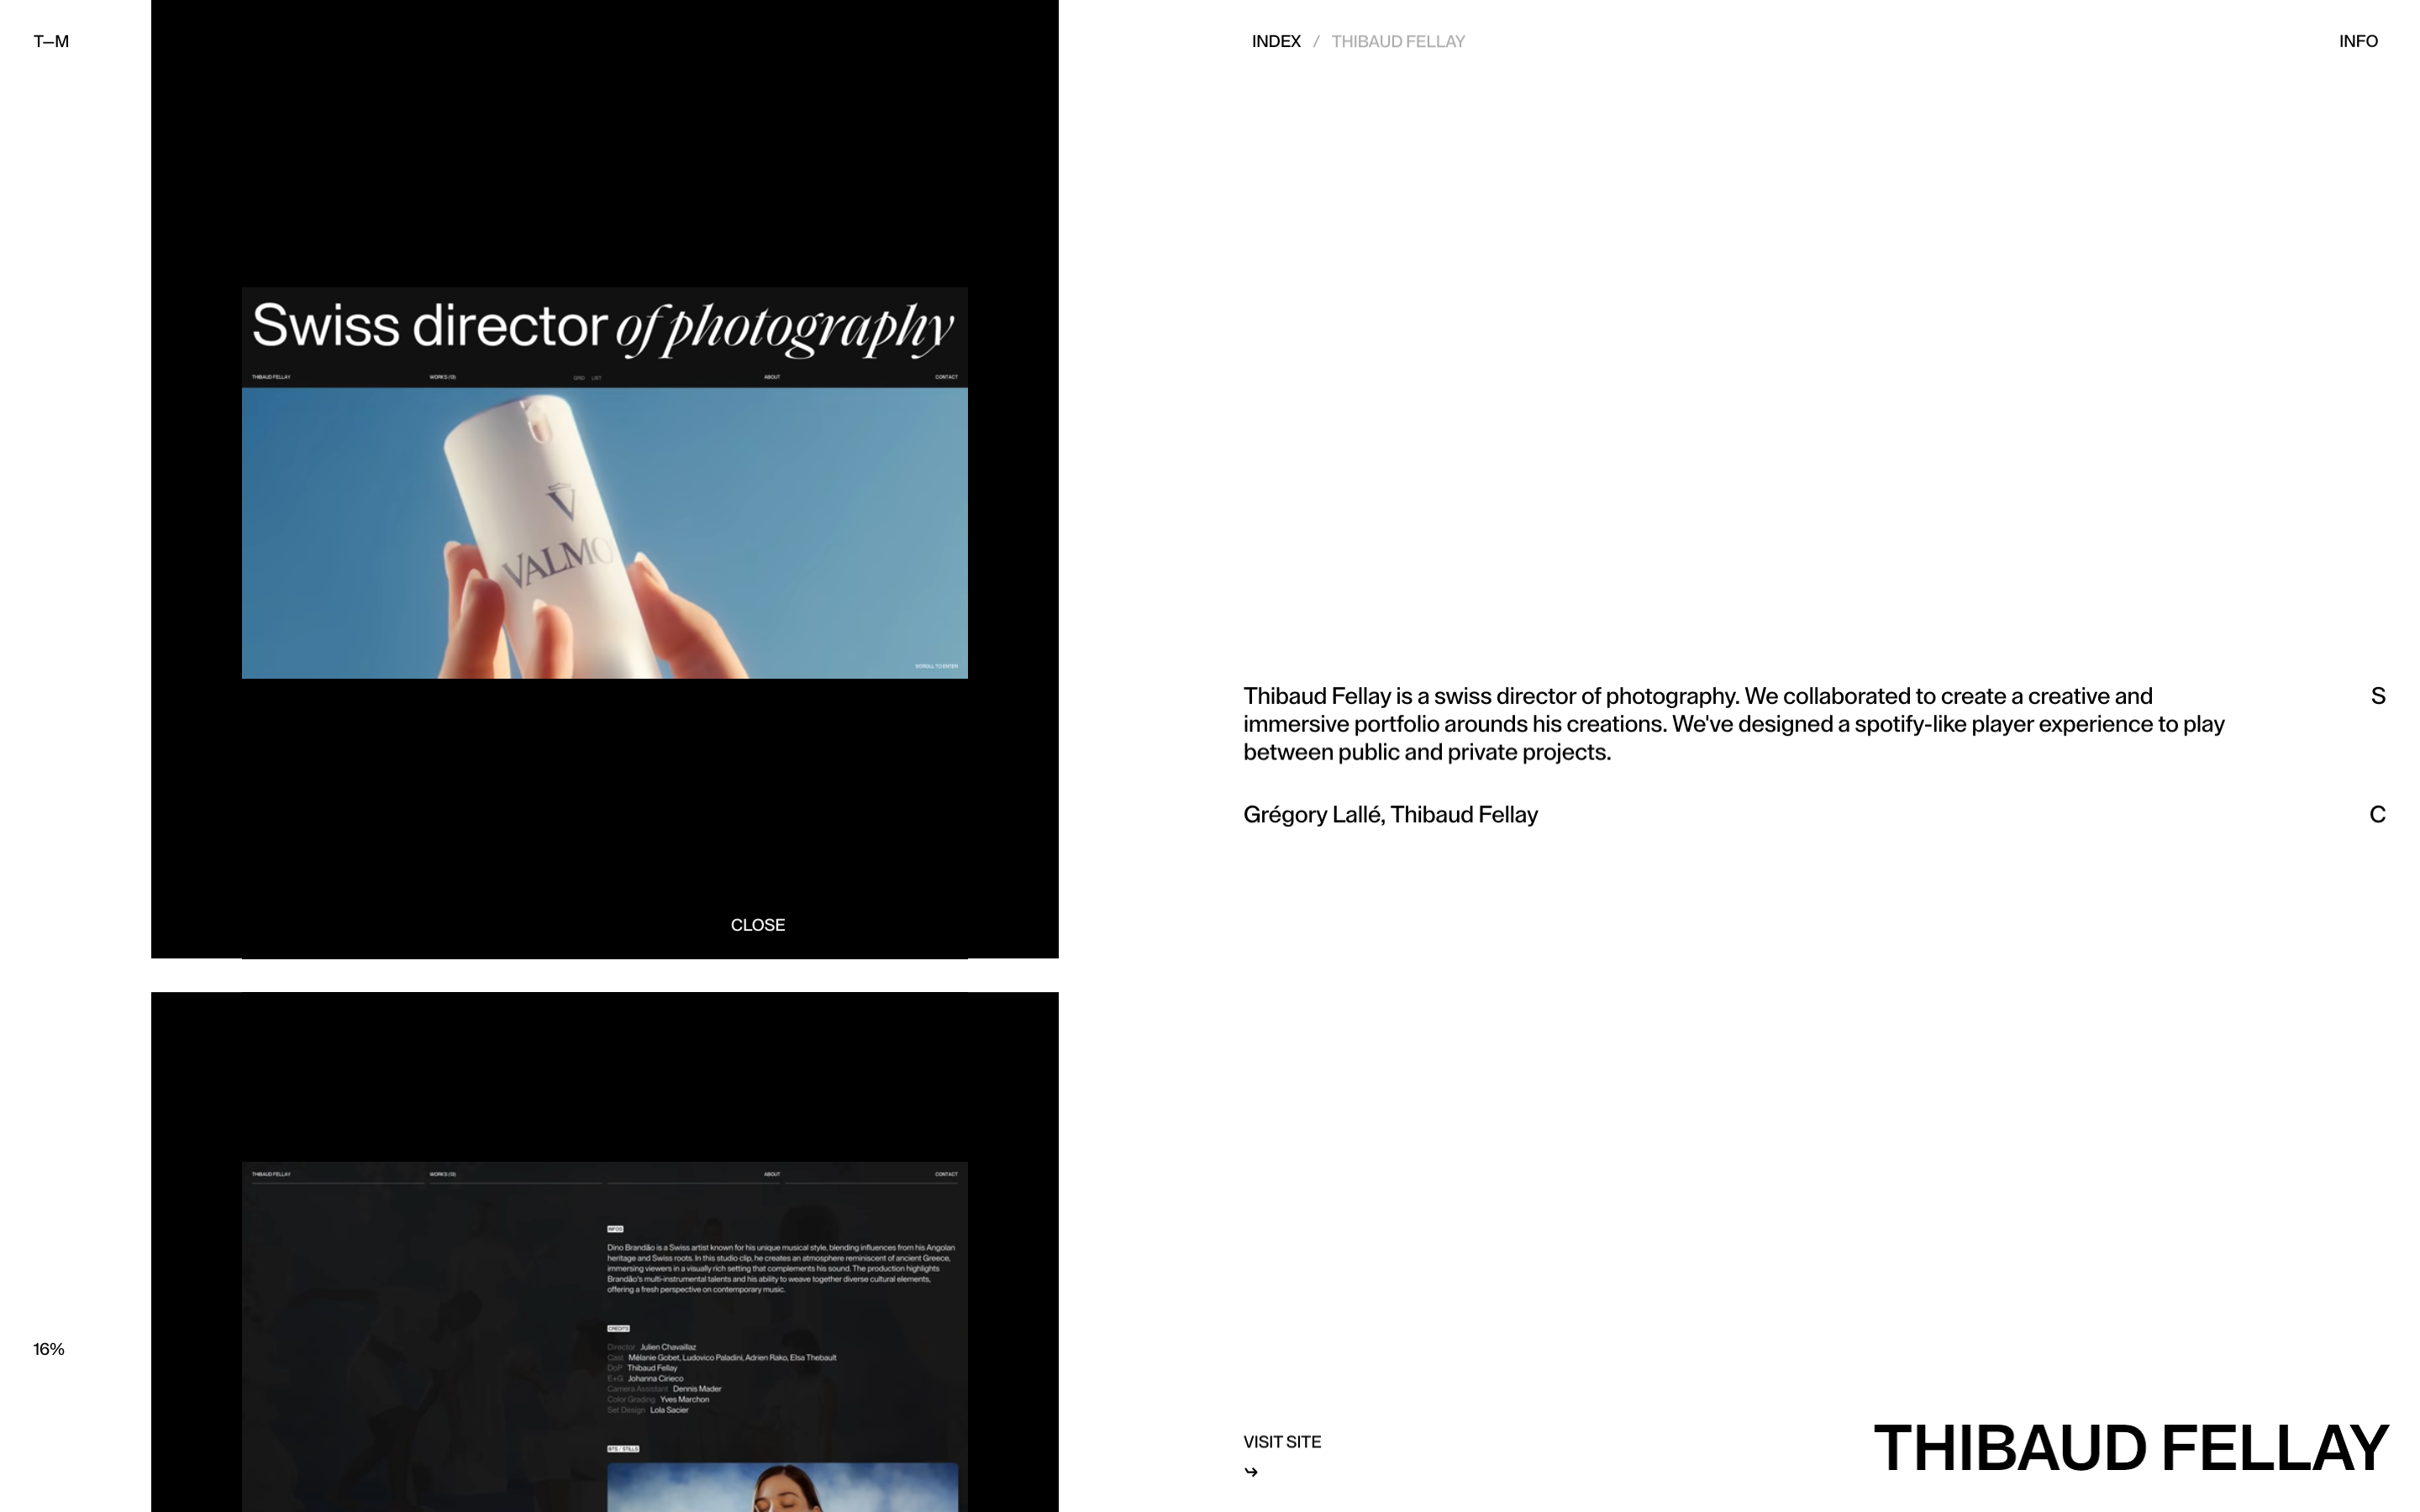 T—M
INDEX / THIBAUD FELLAY
INFO
Swiss director of photography
THIBAUD FELLAY WORKS (13) GRID LIST ABOUT CONTACT
V
VALMO
SCROLL TO ENTER
CLOSE
Thibaud Fellay is a swiss director of photography. We collaborated to create a creative and
immersive portfolio arounds his creations. We've designed a spotify-like player experience to play
between public and private projects.
S
Grégory Lallé, Thibaud Fellay
C
THIBAUD FELLAY WORKS (13) ABOUT CONTACT
INFOS
Dino Brandão is a Swiss artist known for his unique musical style, blending influences from his Angolan
heritage and Swiss roots. In this studio clip, he creates an atmosphere reminiscent of ancient Greece,
immersing viewers in a visually rich setting that complements his sound. The production highlights
Brandão's multi-instrumental talents and his ability to weave together diverse cultural elements,
offering a fresh perspective on contemporary music.
CREDITS
Director Julien Chavaillaz
Cast Mélanie Gobet, Ludovico Paladini, Adrien Rako, Elsa Thebault
DoP Thibaud Fellay
E+G Johanna Cirieco
Camera Assistant Dennis Mader
Color Grading Yves Marchon
Set Design Lola Sacier
BTS / STILLS
16%
VISIT SITE
↪
THIBAUD FELLAY